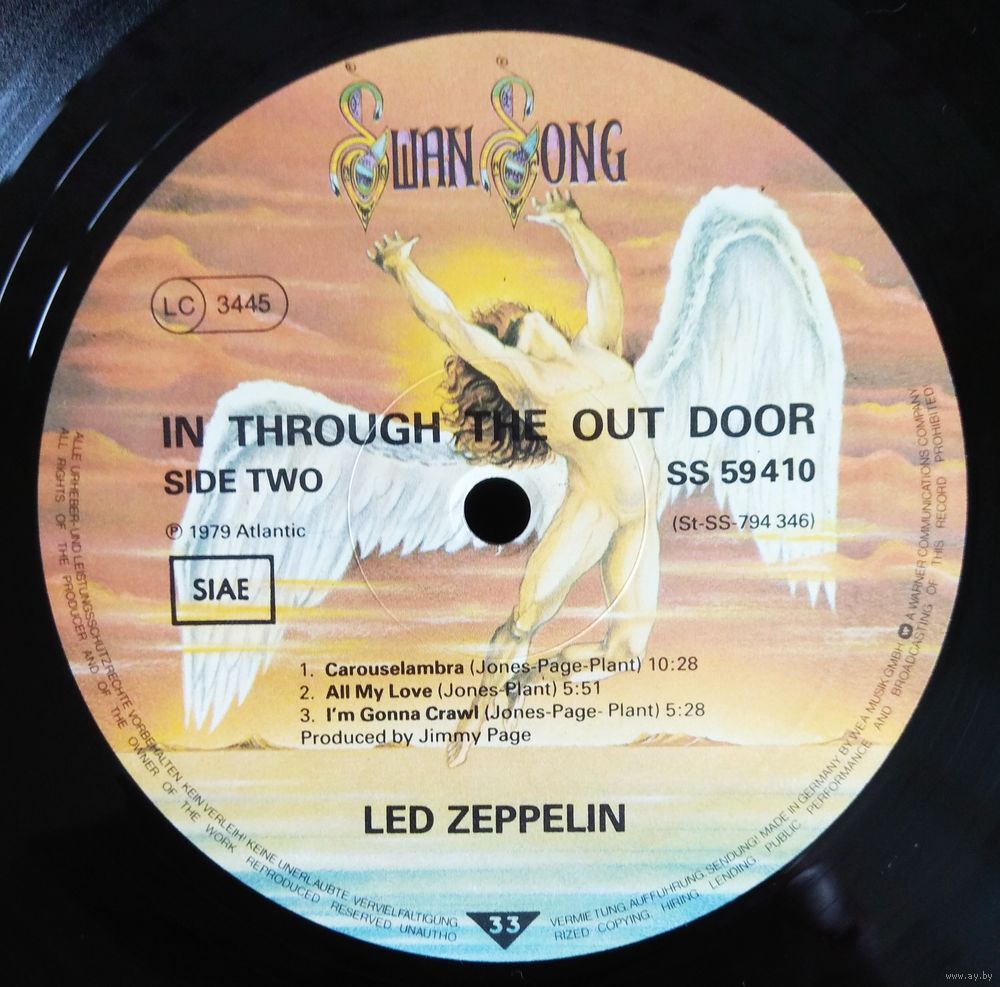 SWAN SONG
LC 3445
IN THROUGH THE OUT DOOR
SIDE TWO
SS 59410
℗ 1979 Atlantic
(St-SS-794 346)
SIAE
1. Carouselambra (Jones-Page-Plant) 10:28
2. All My Love (Jones-Plant) 5:51
3. I'm Gonna Crawl (Jones-Page- Plant) 5:28
Produced by Jimmy Page
LED ZEPPELIN
ALLE URHEBER- UND LEISTUNGSSCHUTZRECHTE VORBEHALTEN KEIN VERLEIH! KEINE UNERLAUBTE VERVIELFÄLTIGUNG VERMIETUNG. AUFFÜHRUNG. SENDUNG! MADE IN GERMANY BY WEA MUSIK GMBH W A WARNER COMMUNICATIONS COMPANY
ALL RIGHTS OF THE PRODUCER AND OF THE OWNER OF THE WORK REPRODUCED RESERVED. UNAUTHORIZED COPYING, HIRING, LENDING, PUBLIC PERFORMANCE AND BROADCASTING OF THIS RECORD PROHIBITED!
33
www.ay.by